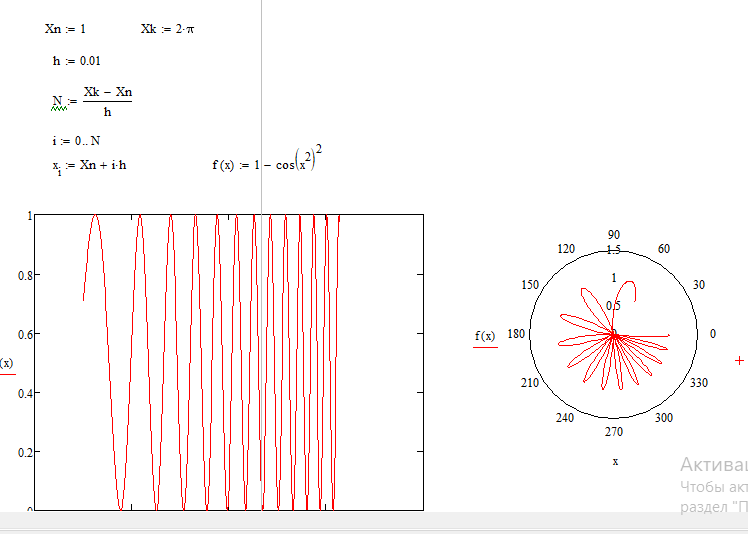 Xn := 1 Xk := 2·π
h := 0.01
N := (Xk − Xn)/h
i := 0.. N
x_i := Xn + i·h f(x) := 1 − cos(x^2)^2
1
0.8
0.6
0.4
0.2
0
(x)
90
120 1.5 60
150 1 30
0.5
f(x) 180 0
210 330
240 300
270
x
+
Активац
Чтобы акт
раздел "П